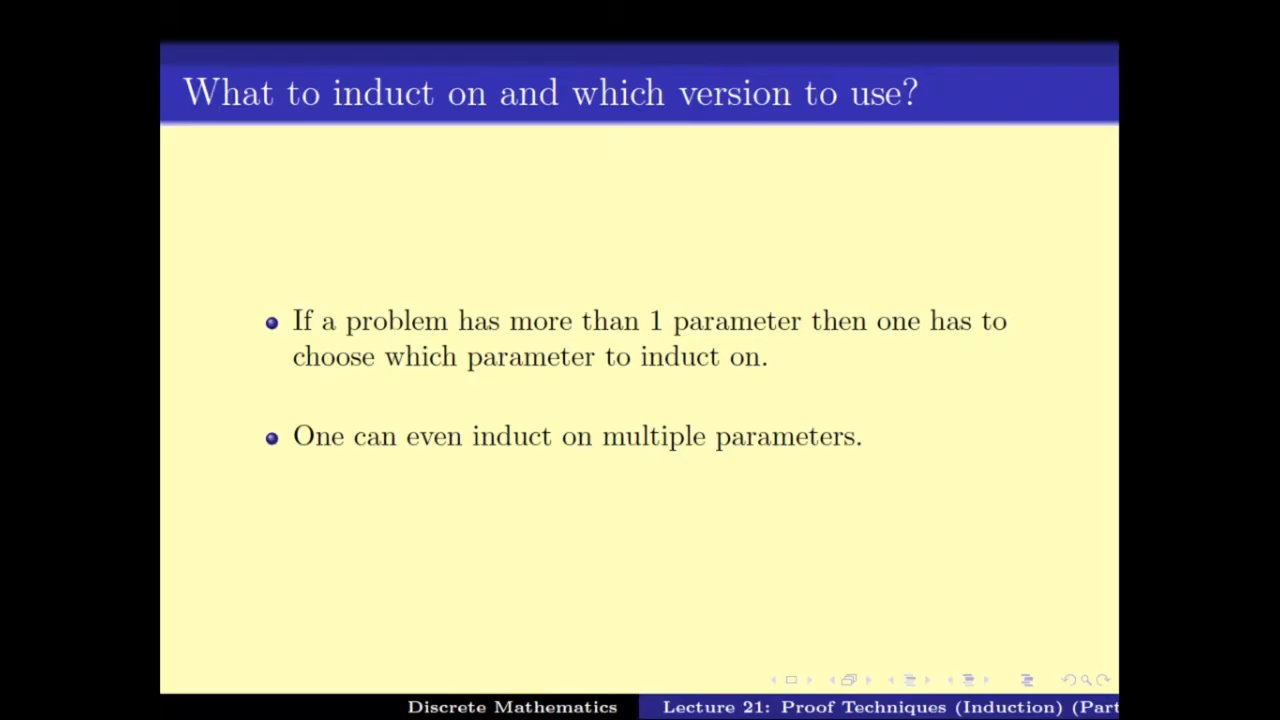 What to induct on and which version to use?
If a problem has more than 1 parameter then one has to
choose which parameter to induct on.
One can even induct on multiple parameters.
Discrete Mathematics
Lecture 21: Proof Techniques (Induction) (Part